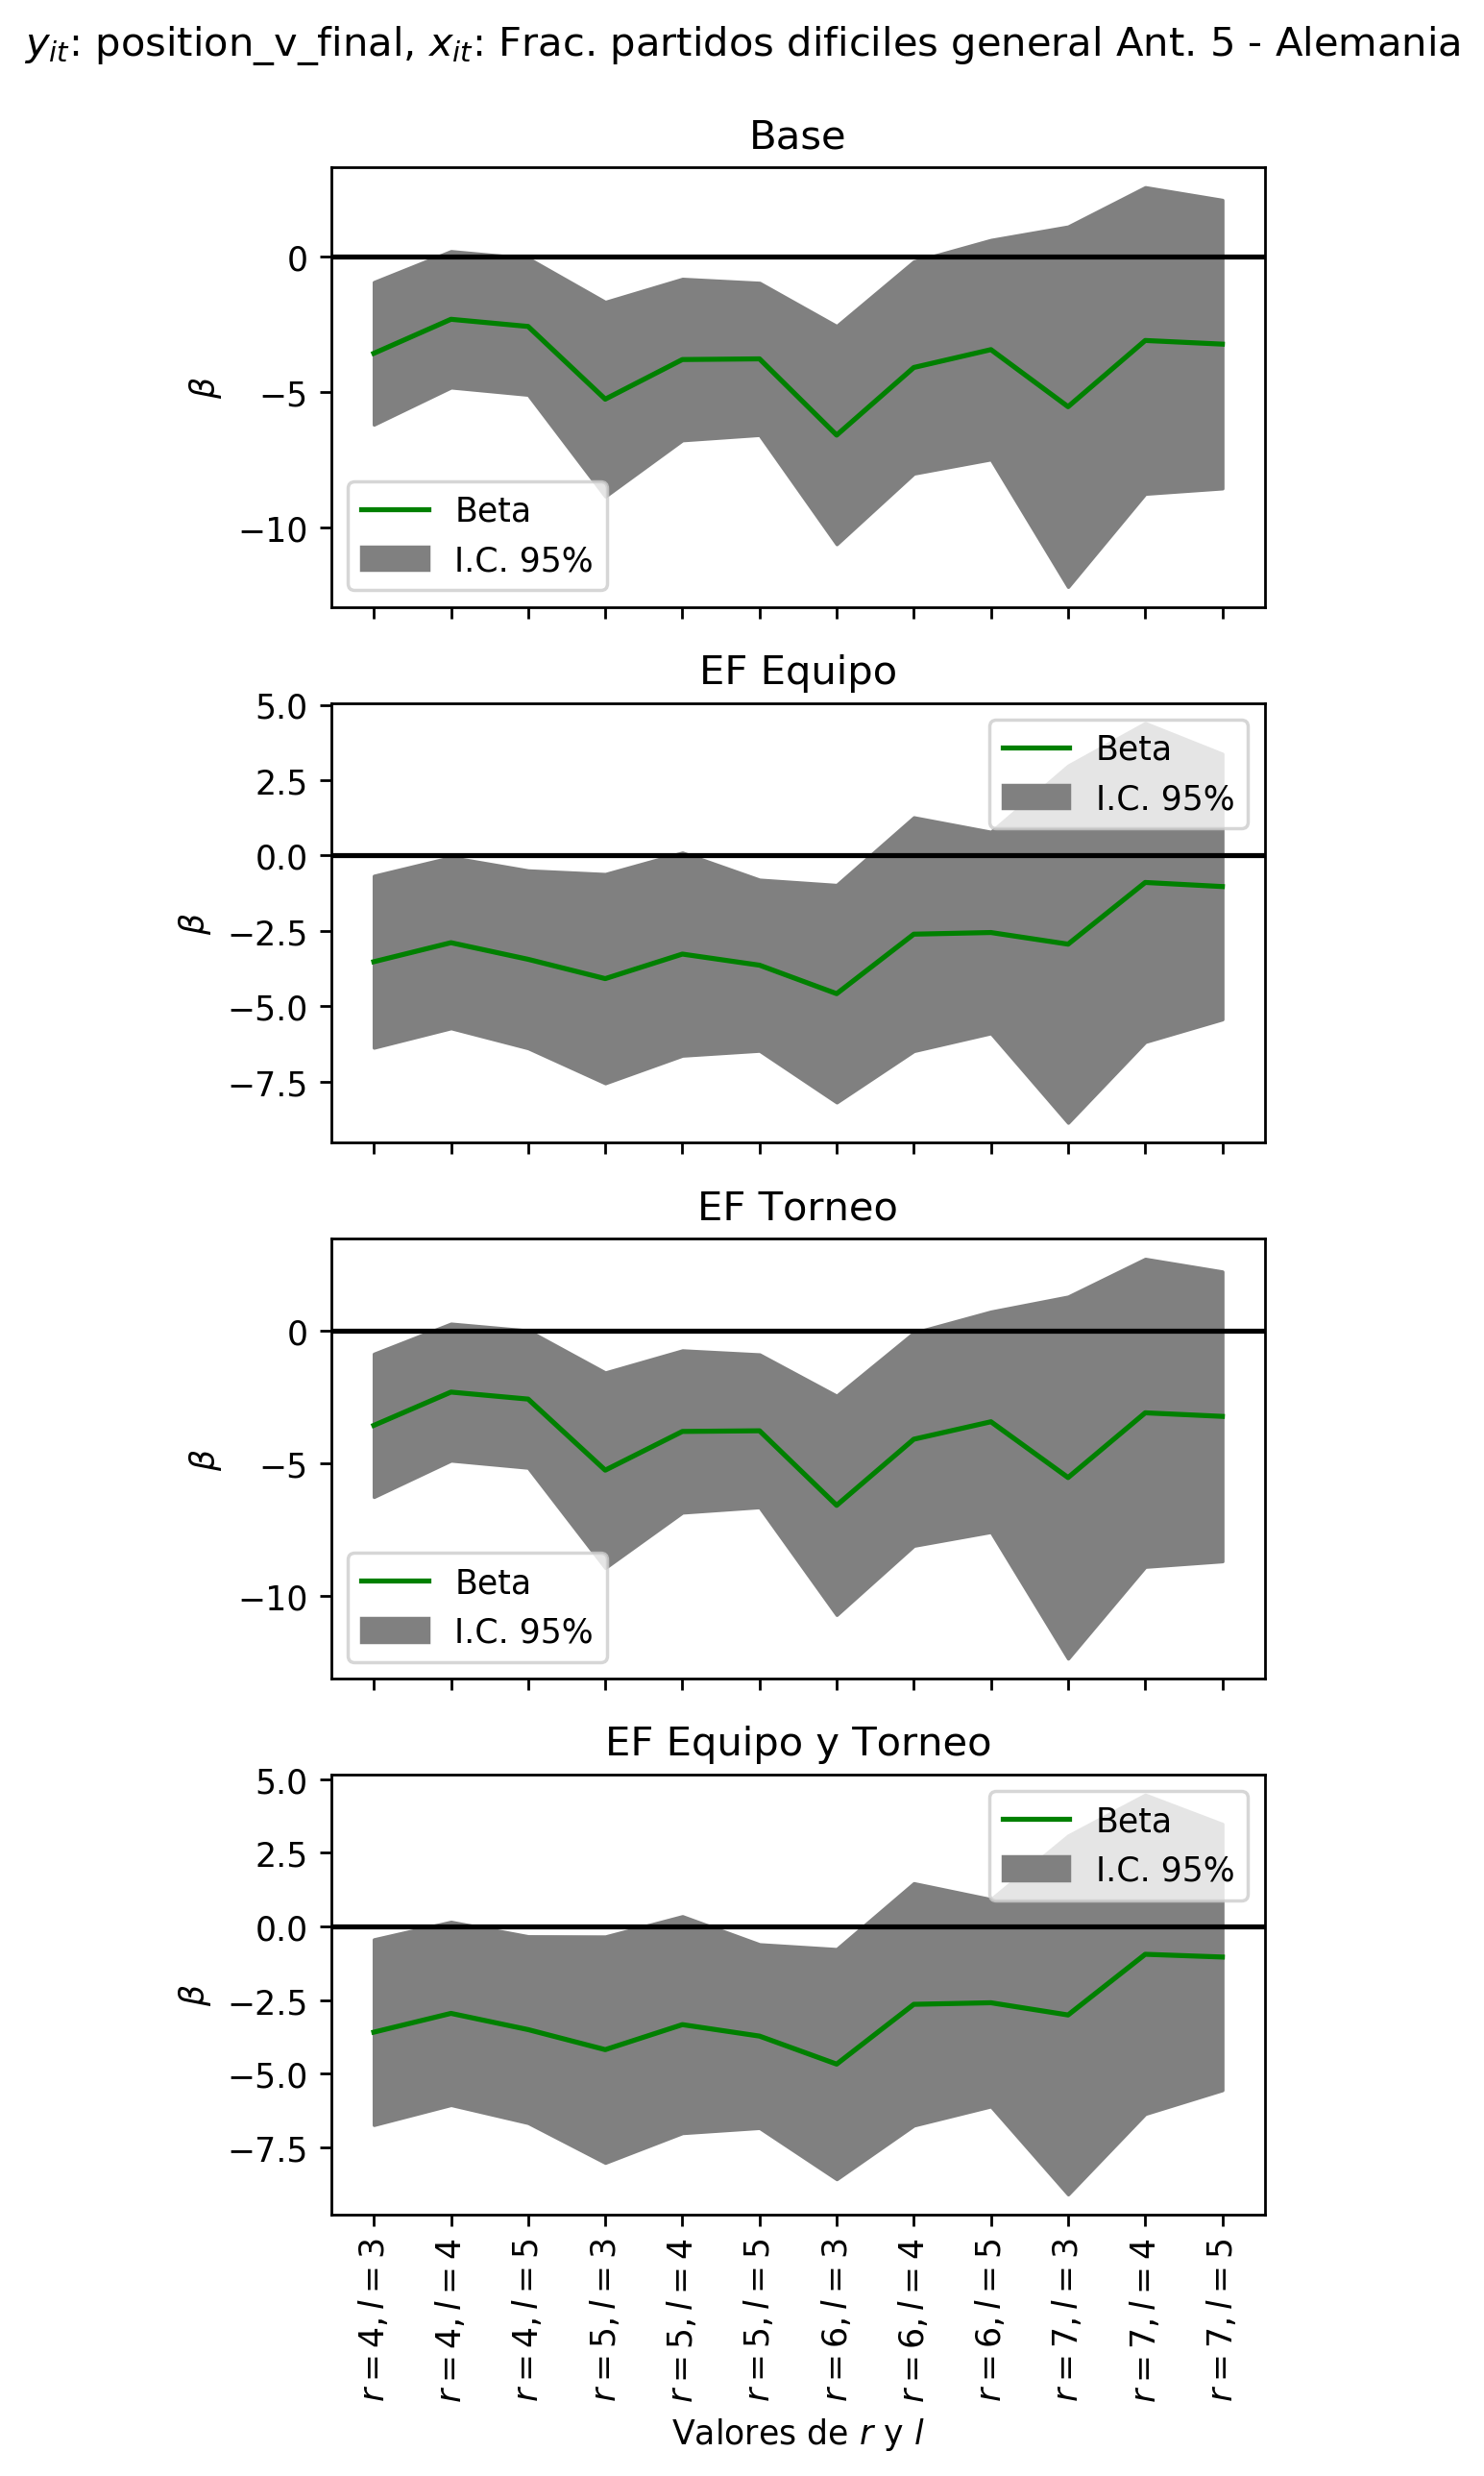 y_it: position_v_final, x_it: Frac. partidos dificiles general Ant. 5 - Alemania
Base
0
−5
−10
β
Beta
I.C. 95%
EF Equipo
5.0
2.5
0.0
−2.5
−5.0
−7.5
β
Beta
I.C. 95%
EF Torneo
0
−5
−10
β
Beta
I.C. 95%
EF Equipo y Torneo
5.0
2.5
0.0
−2.5
−5.0
−7.5
β
Beta
I.C. 95%
r = 4, l = 3
r = 4, l = 4
r = 4, l = 5
r = 5, l = 3
r = 5, l = 4
r = 5, l = 5
r = 6, l = 3
r = 6, l = 4
r = 6, l = 5
r = 7, l = 3
r = 7, l = 4
r = 7, l = 5
Valores de r y l